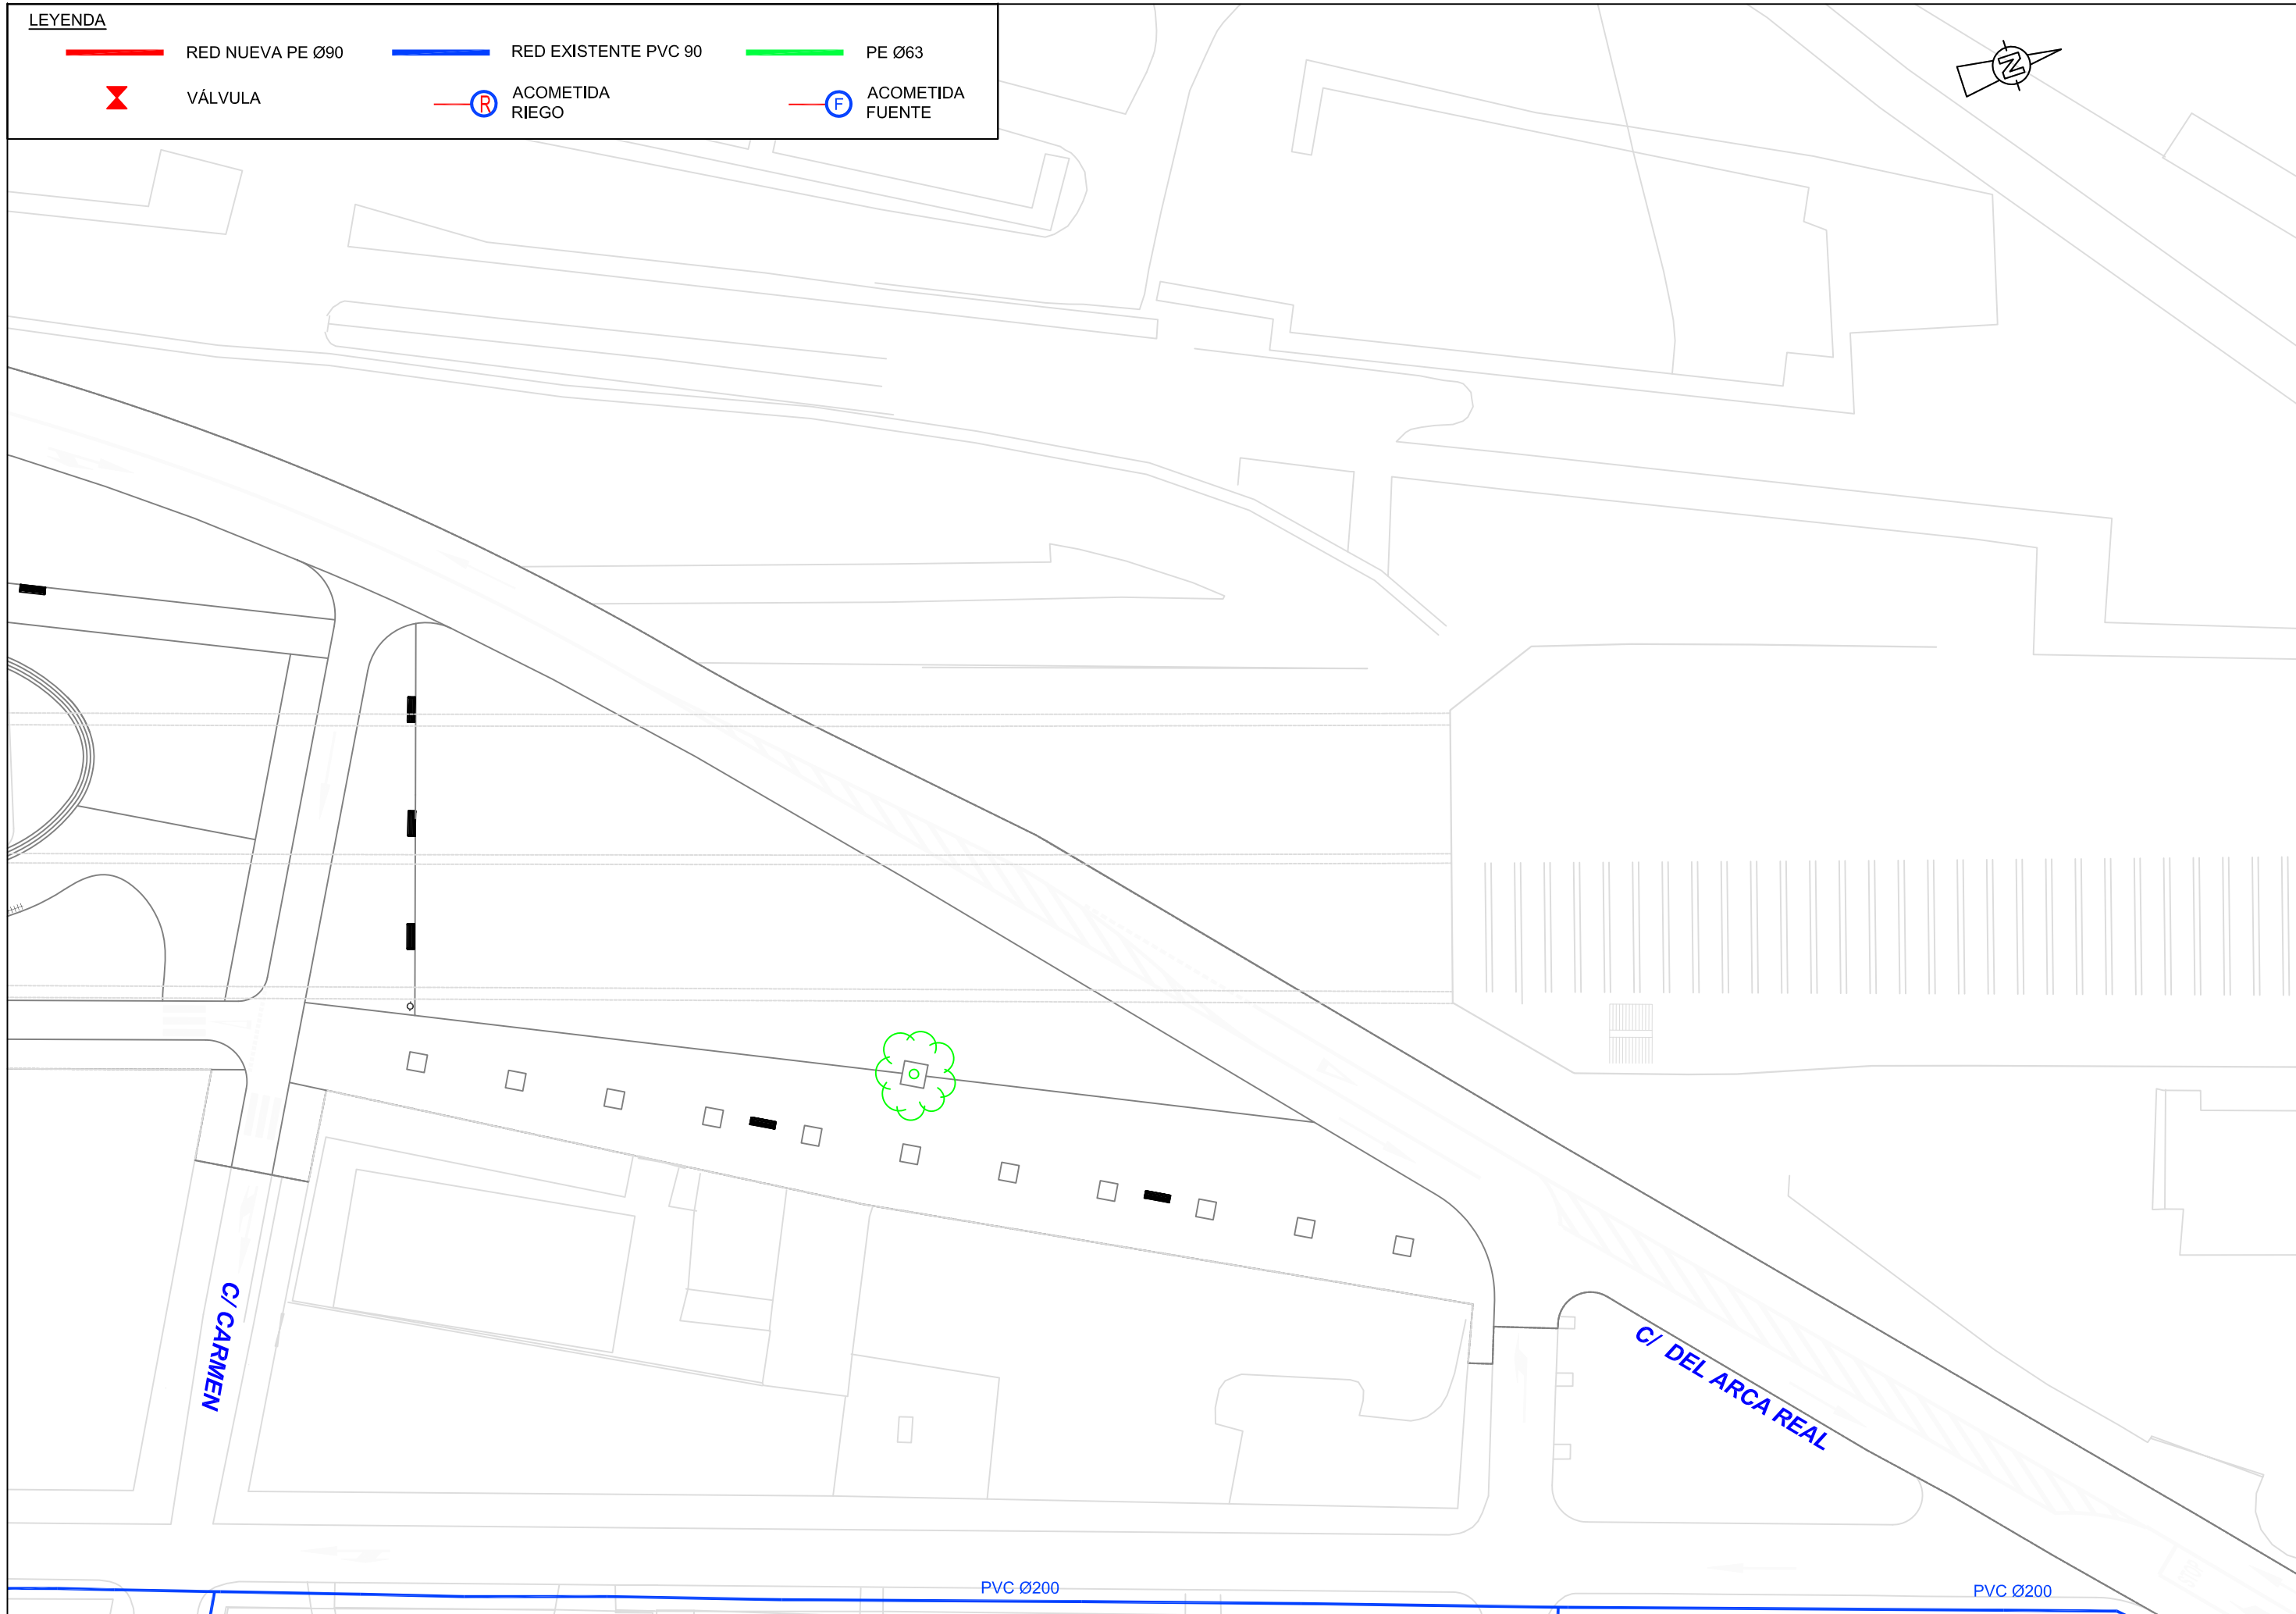 LEYENDA
RED NUEVA PE Ø90
RED EXISTENTE PVC 90
PE Ø63
VÁLVULA
R
ACOMETIDA
RIEGO
F
ACOMETIDA
FUENTE
N
C/ CARMEN
C/ DEL ARCA REAL
PVC Ø200
PVC Ø200